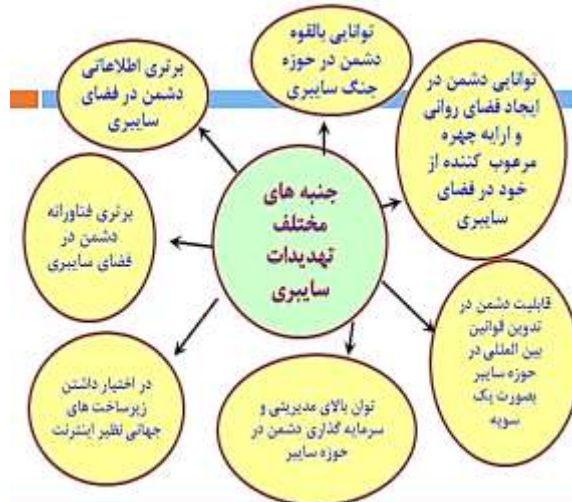 جنبه های
مختلف
تهدیدات
سایبری
توانایی بالقوه
دشمن در حوزه
جنگ سایبری
توانایی دشمن در
ایجاد فضای روانی
و ارایه چهره
مرعوب کننده از
خود در فضای
سایبری
قابلیت دشمن در
تدوین قوانین
بین المللی در
حوزه سایبر
بصورت یک
سویه
توان بالای مدیریتی و
سرمایه گذاری دشمن در
حوزه سایبر
در اختیار داشتن
زیرساخت های
جهانی نظیر اینترنت
برتری فناورانه
دشمن در
فضای سایبری
برتری اطلاعاتی
دشمن در فضای
سایبری